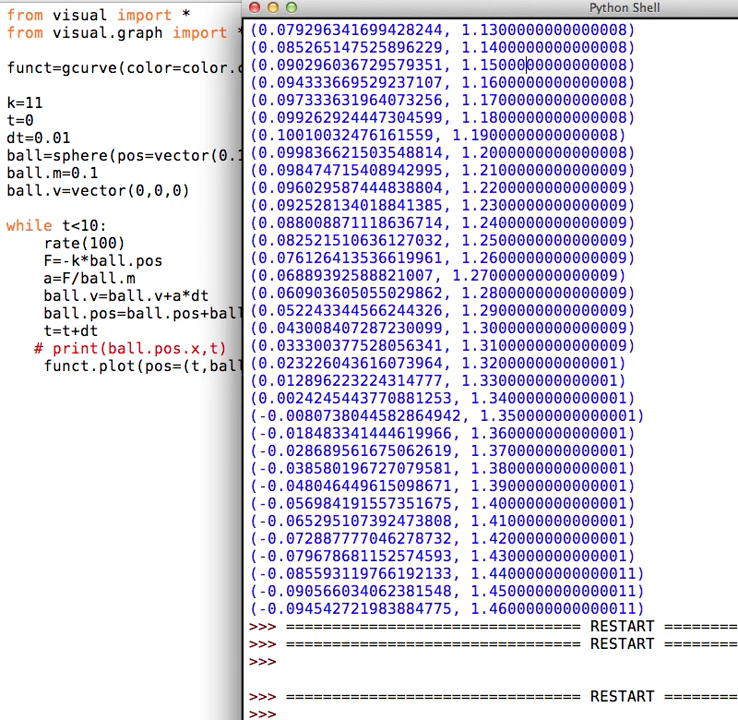 from visual import *
from visual.graph import *
funct=gcurve(color=color.
k=11
t=0
dt=0.01
ball=sphere(pos=vector(0.1
ball.m=0.1
ball.v=vector(0,0,0)
while t<10:
rate(100)
F=-k*ball.pos
a=F/ball.m
ball.v=ball.v+a*dt
ball.pos=ball.pos+ball
t=t+dt
# print(ball.pos.x,t)
funct.plot(pos=(t,ball
Python Shell
(0.079296341699428244, 1.1300000000000008)
(0.085265147525896229, 1.1400000000000008)
(0.090296036729579351, 1.1500000000000008)
(0.094333669529237107, 1.1600000000000008)
(0.097333631964073256, 1.1700000000000008)
(0.099262924447304599, 1.1800000000000008)
(0.10010032476161559, 1.1900000000000008)
(0.099836621503548814, 1.2000000000000008)
(0.098474715408942995, 1.2100000000000009)
(0.096029587444838804, 1.2200000000000009)
(0.092528134018841385, 1.2300000000000009)
(0.088008871118636714, 1.2400000000000009)
(0.082521510636127032, 1.2500000000000009)
(0.076126413536619961, 1.2600000000000009)
(0.06889392588821007, 1.2700000000000009)
(0.060903605055029862, 1.2800000000000009)
(0.052243344566244326, 1.2900000000000009)
(0.043008407287230099, 1.3000000000000009)
(0.033300377528056341, 1.3100000000000009)
(0.023226043616073964, 1.320000000000001)
(0.012896223224314777, 1.330000000000001)
(0.0024245443770881253, 1.340000000000001)
(-0.0080738044582864942, 1.350000000000001)
(-0.018483341444619966, 1.360000000000001)
(-0.028689561675062619, 1.370000000000001)
(-0.038580196727079581, 1.380000000000001)
(-0.048046449615098671, 1.390000000000001)
(-0.056984191557351675, 1.400000000000001)
(-0.065295107392473808, 1.410000000000001)
(-0.072887777046278732, 1.420000000000001)
(-0.079678681152574593, 1.430000000000001)
(-0.085593119766192133, 1.4400000000000011)
(-0.090566034062381548, 1.4500000000000011)
(-0.094542721983884775, 1.4600000000000011)
>>> ================================ RESTART ========
>>> ================================ RESTART ========
>>>
>>> ================================ RESTART ========
>>>